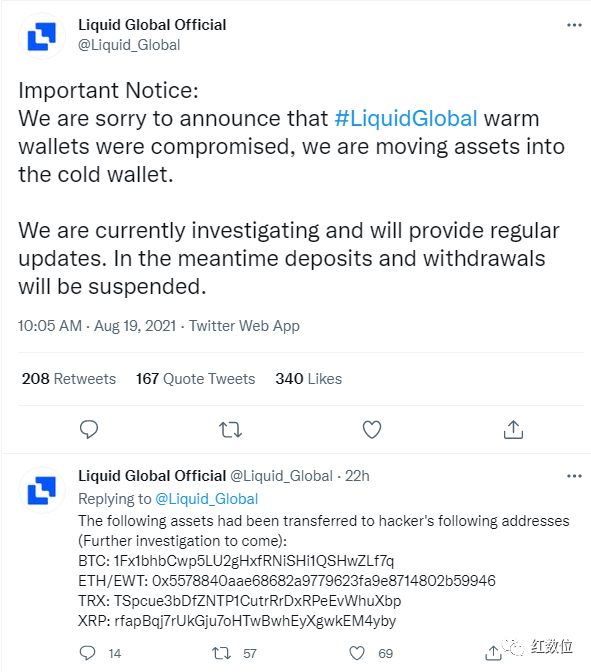 Liquid Global Official
@Liquid_Global
Important Notice:
We are sorry to announce that #LiquidGlobal warm
wallets were compromised, we are moving assets into
the cold wallet.
We are currently investigating and will provide regular
updates. In the meantime deposits and withdrawals
will be suspended.
10:05 AM · Aug 19, 2021 · Twitter Web App
208 Retweets 167 Quote Tweets 340 Likes
Liquid Global Official @Liquid_Global · 22h
Replying to @Liquid_Global
The following assets had been transferred to hacker's following addresses
(Further investigation to come):
BTC: 1Fx1bhbCwp5LU2gHxfRNiSHi1QSHwZLf7q
ETH/EWT: 0x5578840aae68682a9779623fa9e8714802b59946
TRX: TSpcue3bDfZNTP1CutrRrDxRPeEvWhuXbp
XRP: rfapBqj7rUkGju7oHTwBwhEyXgwkEM4yby
14 57 69
红数位